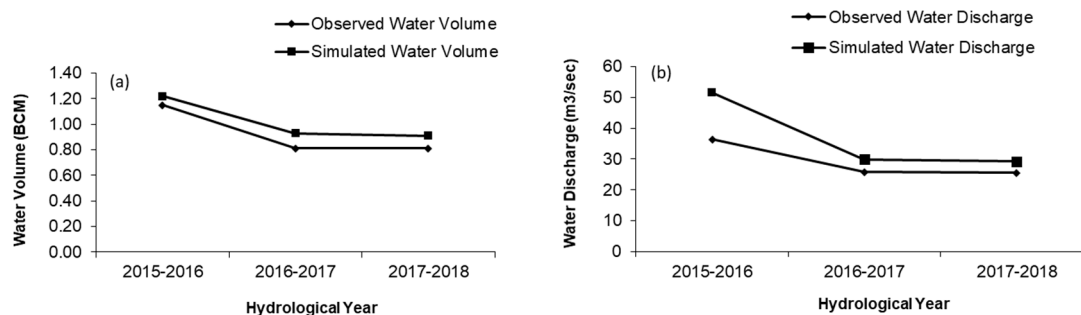 Observed Water Volume
Simulated Water Volume
(a)
Water Volume (BCM)
1.40
1.20
1.00
0.80
0.60
0.40
0.20
0.00
2015-2016 2016-2017 2017-2018
Hydrological Year
Observed Water Discharge
Simulated Water Discharge
(b)
Water Discharge (m3/sec)
60
50
40
30
20
10
0
2015-2016 2016-2017 2017-2018
Hydrological Year